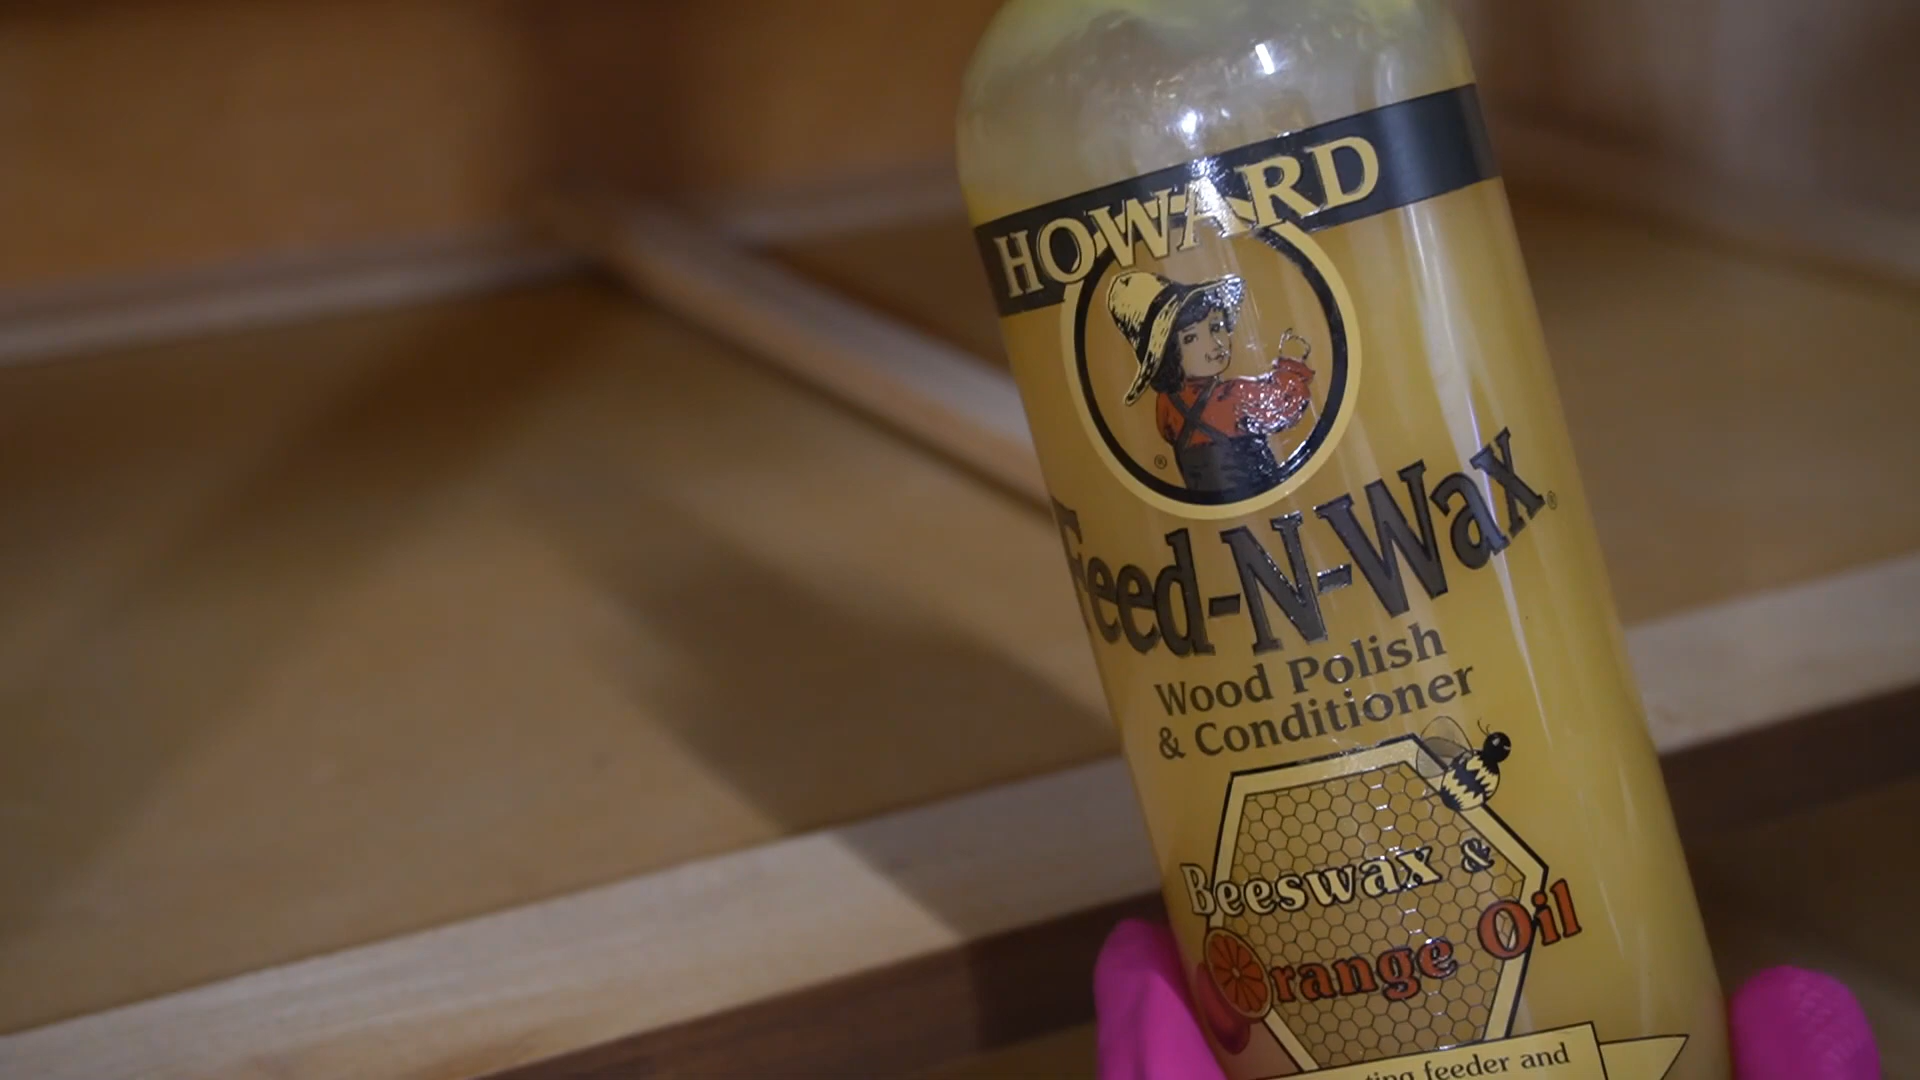 HOWARD
®
Feed-N-Wax®
Wood Polish
& Conditioner
Beeswax &
Orange Oil
feeder and